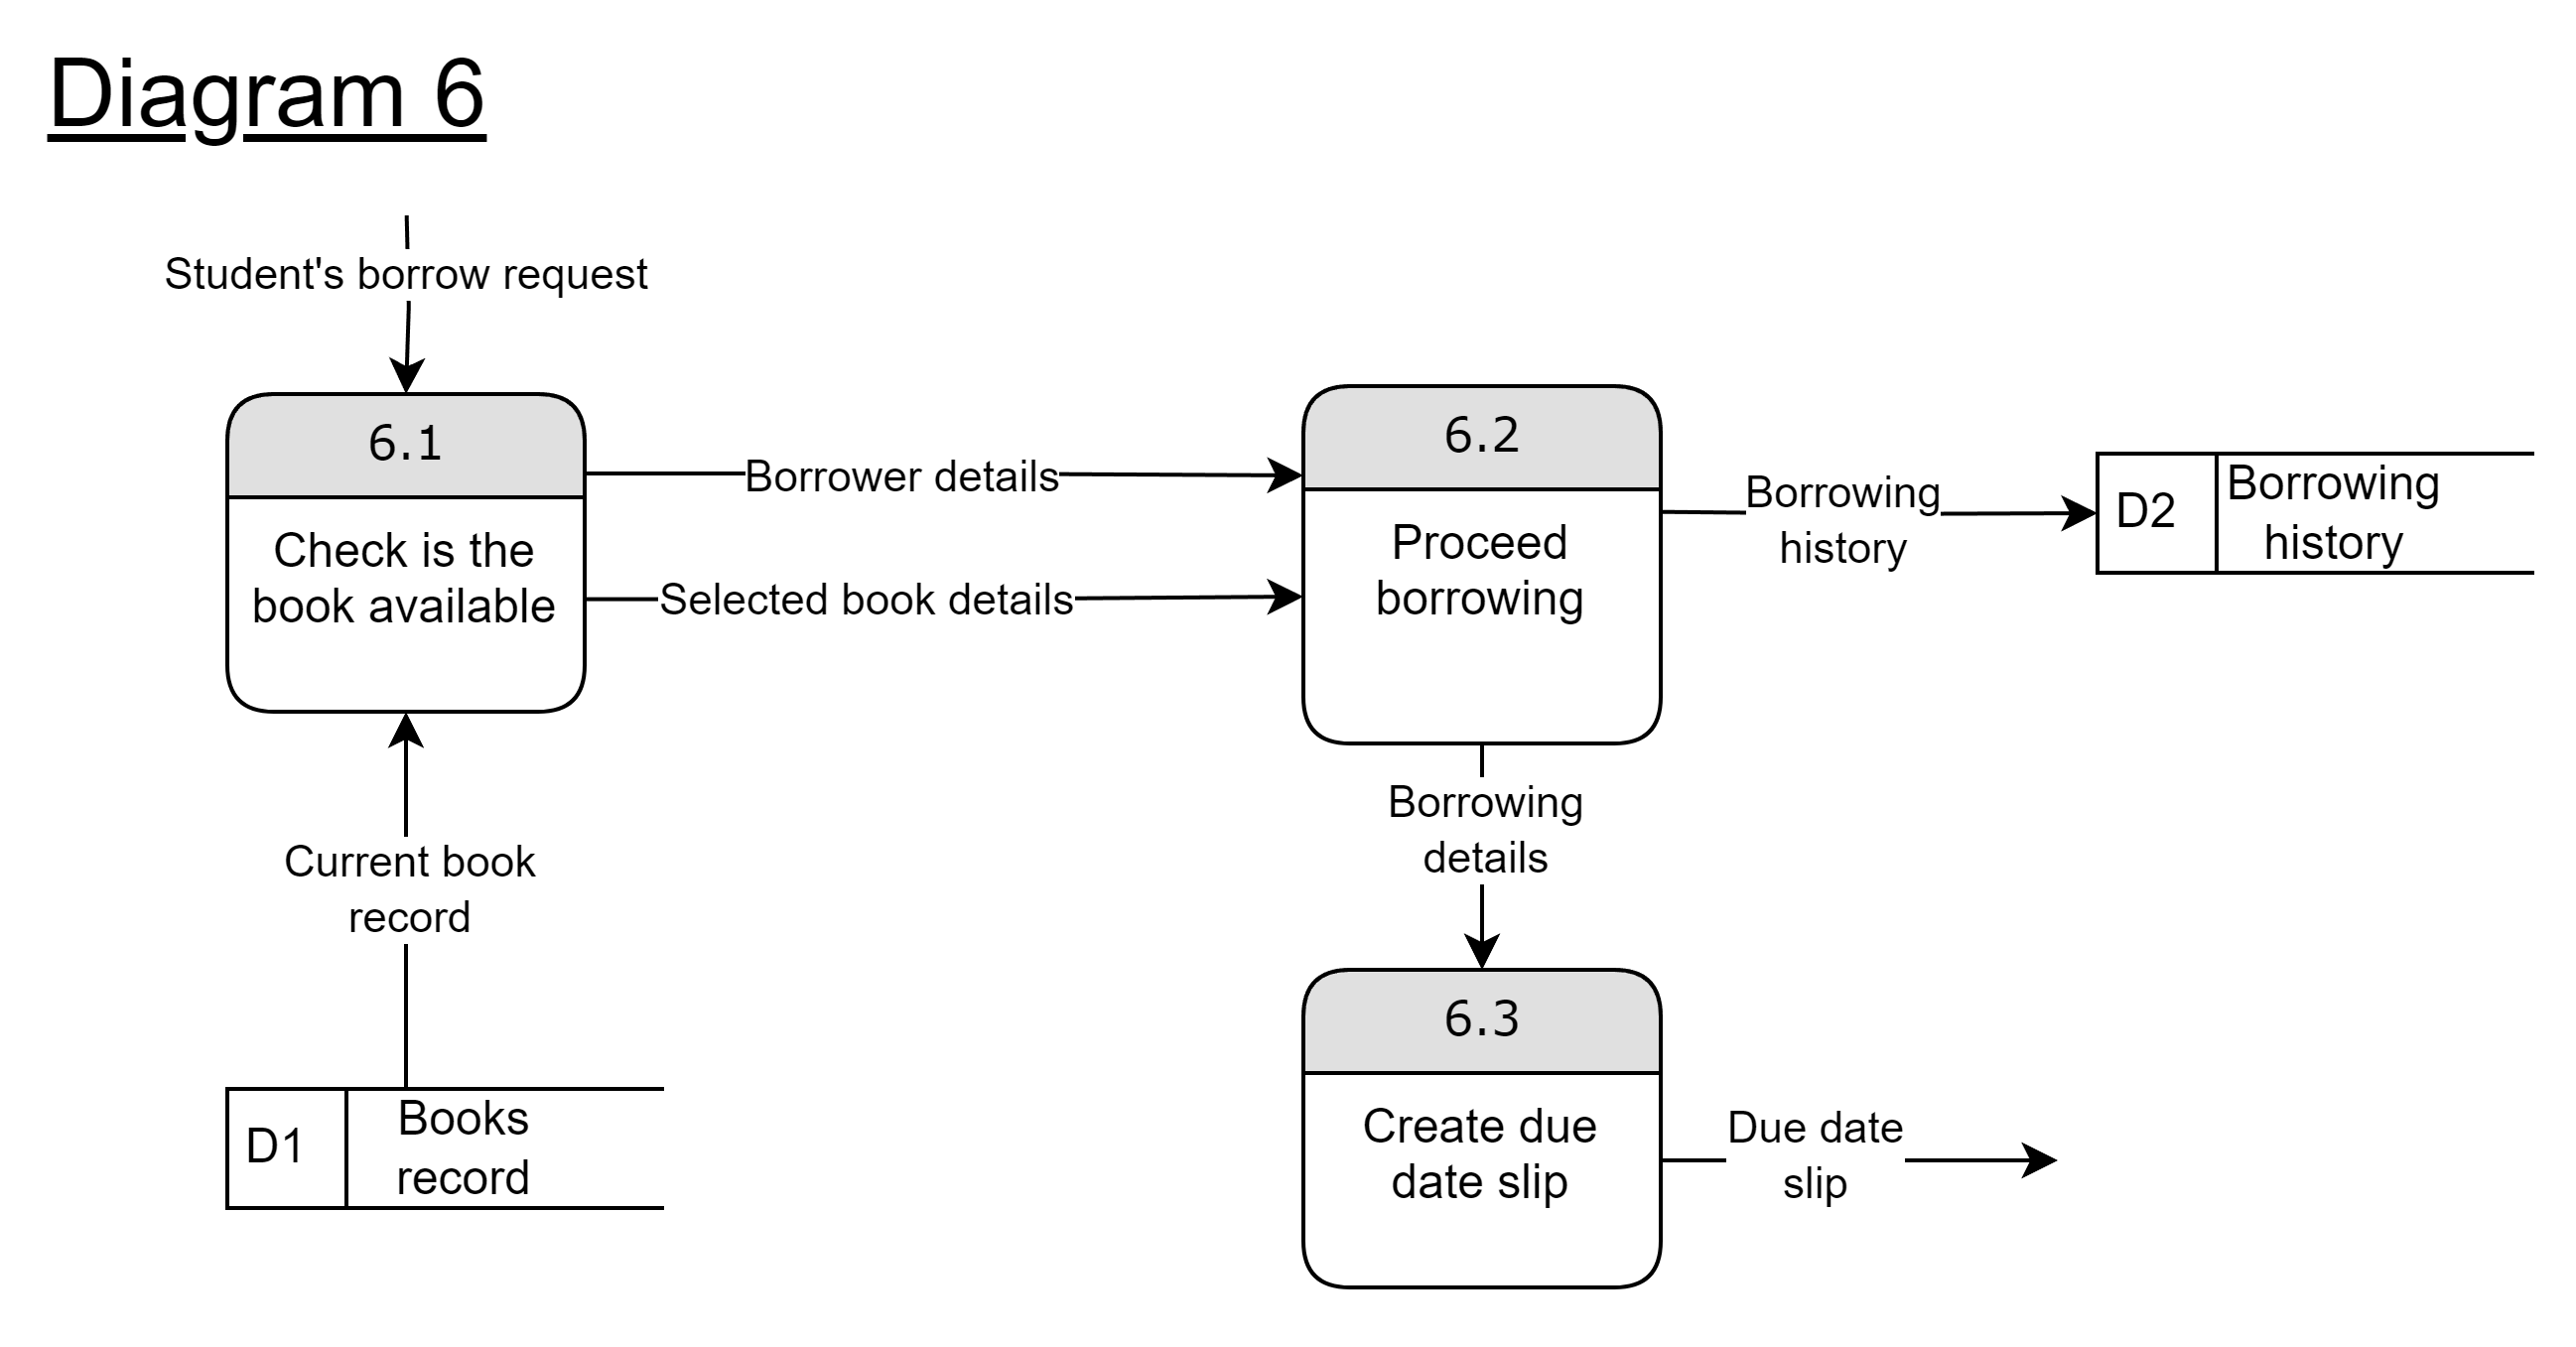 Diagram 6
Student's borrow request
6.1
Check is the
book available
Borrower details
Selected book details
6.2
Proceed
borrowing
Borrowing
history
D2
Borrowing
history
Current book
record
Borrowing
details
D1
Books
record
6.3
Create due
date slip
Due date
slip